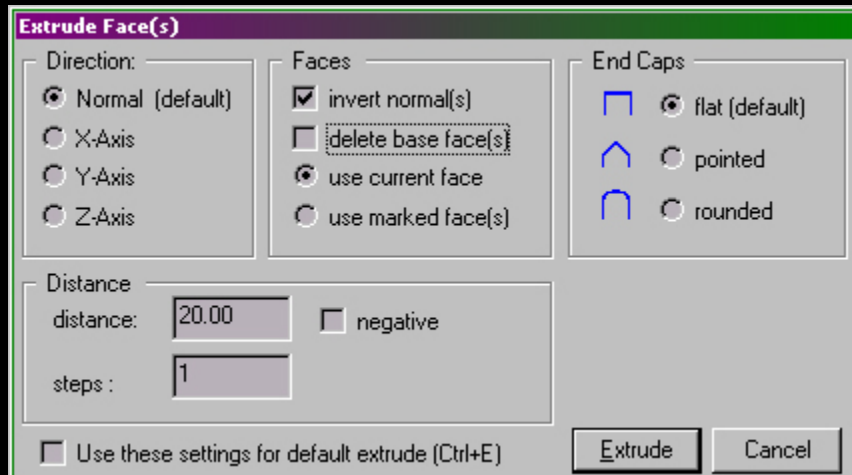 Extrude Face(s)
Direction:
Normal (default)
X-Axis
Y-Axis
Z-Axis
Faces
invert normal(s)
delete base face(s)
use current face
use marked face(s)
End Caps
flat (default)
pointed
rounded
Distance
distance:
20.00
negative
steps :
1
Use these settings for default extrude (Ctrl+E)
Extrude
Cancel